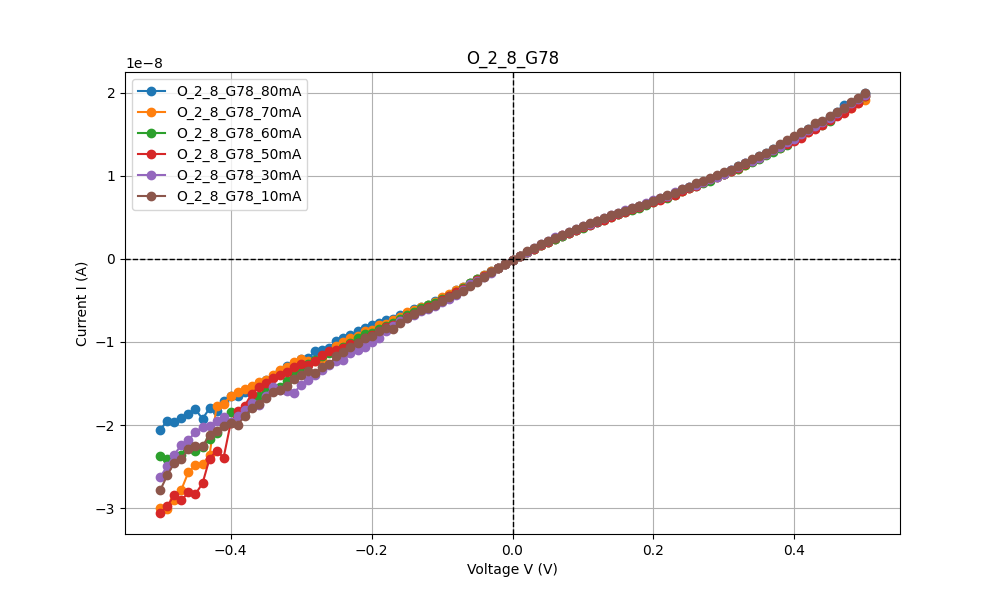 O_2_8_G78
1e−8
O_2_8_G78_80mA
O_2_8_G78_70mA
O_2_8_G78_60mA
O_2_8_G78_50mA
O_2_8_G78_30mA
O_2_8_G78_10mA
2
1
0
−1
−2
−3
Current I (A)
−0.4
−0.2
0.0
0.2
0.4
Voltage V (V)